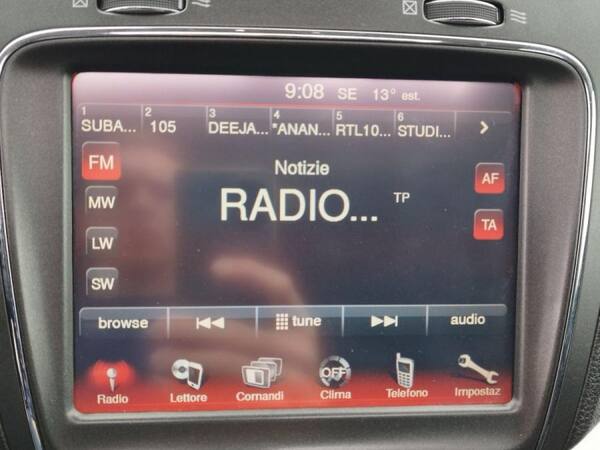 9:08 SE 13° est.
1 2 3 4 5 6
SUBA... 105 DEEJA... *ANAN... RTL10... STUDI... >
FM Notizie AF
RADIO... TP
MW TA
LW
SW
browse tune audio
OFF
Radio Lettore Comandi Clima Telefono Impostaz